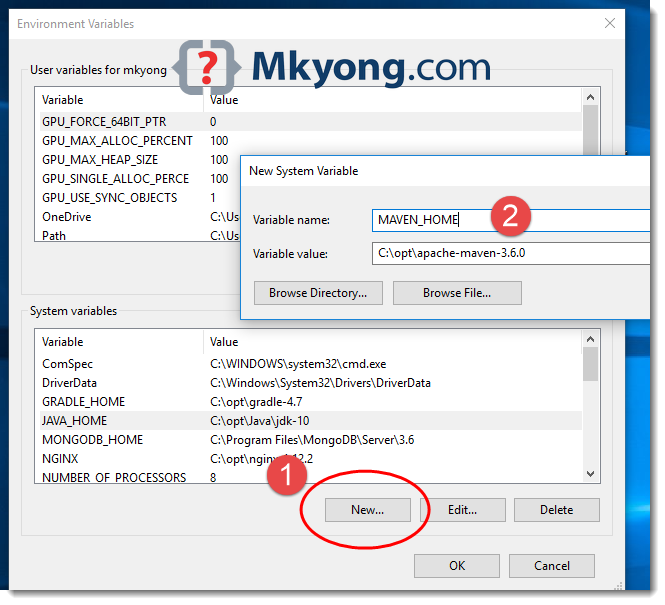 Environment Variables
User variables for mkyong
? Mkyong.com
Variable Value
GPU_FORCE_64BIT_PTR 0
GPU_MAX_ALLOC_PERCENT 100
GPU_MAX_HEAP_SIZE 100
GPU_SINGLE_ALLOC_PERCE 100
GPU_USE_SYNC_OBJECTS 1
OneDrive C:\Us
Path C:\U
New System Variable
Variable name: MAVEN_HOME 2
Variable value: C:\opt\apache-maven-3.6.0
Browse Directory... Browse File...
System variables
Variable Value
ComSpec C:\WINDOWS\system32\cmd.exe
DriverData C:\Windows\System32\Drivers\DriverData
GRADLE_HOME C:\opt\gradle-4.7
JAVA_HOME C:\opt\Java\jdk-10
MONGODB_HOME C:\Program Files\MongoDB\Server\3.6
NGINX C:\opt\nginx 12.2
NUMBER_OF_PROCESSORS 8
1
New... Edit... Delete
OK Cancel